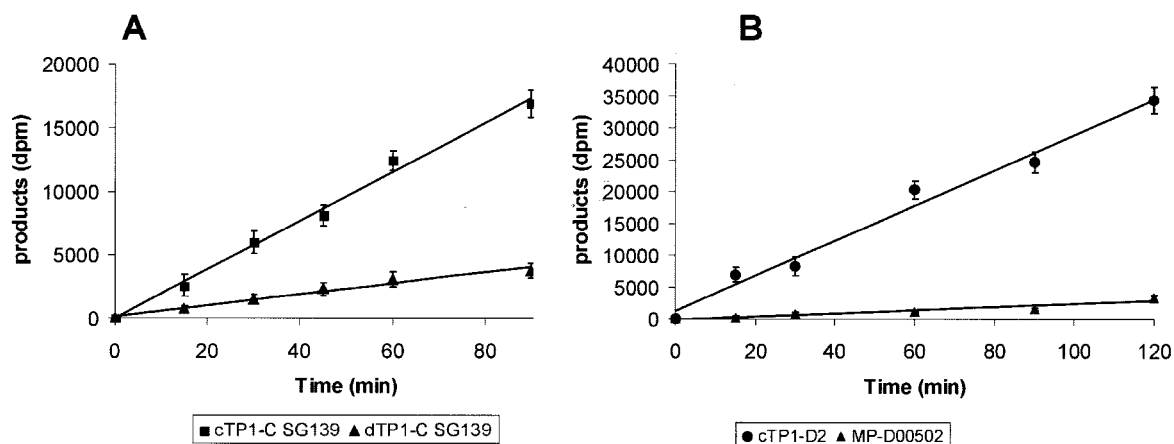 A
B
products (dpm)
20000
15000
10000
5000
0
0 20 40 60 80
Time (min)
cTP1-C SG139 dTP1-C SG139
products (dpm)
40000
35000
30000
25000
20000
15000
10000
5000
0
0 20 40 60 80 100 120
Time (min)
cTP1-D2 MP-D00502